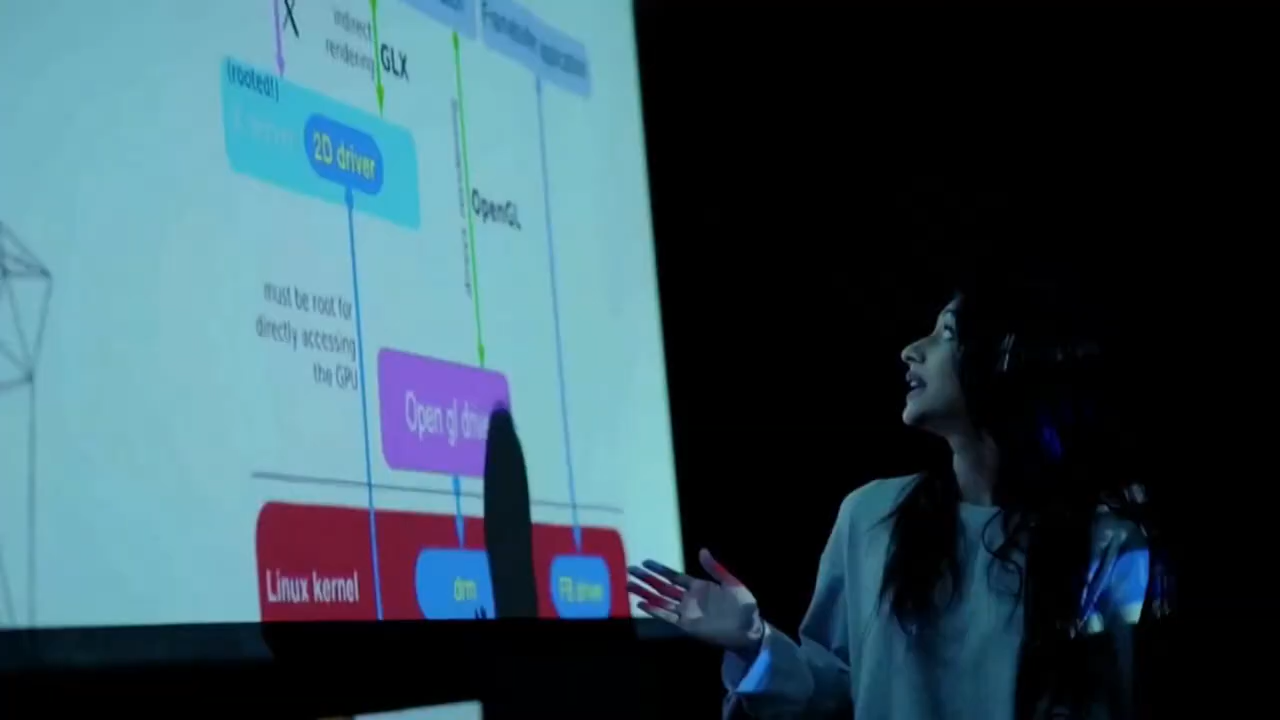 X
indirect
rendering
GLX
(rooted!)
2D driver
OpenGL
must be root for
directly accessing
the GPU
Open gl
Linux kernel
drm
FB driver